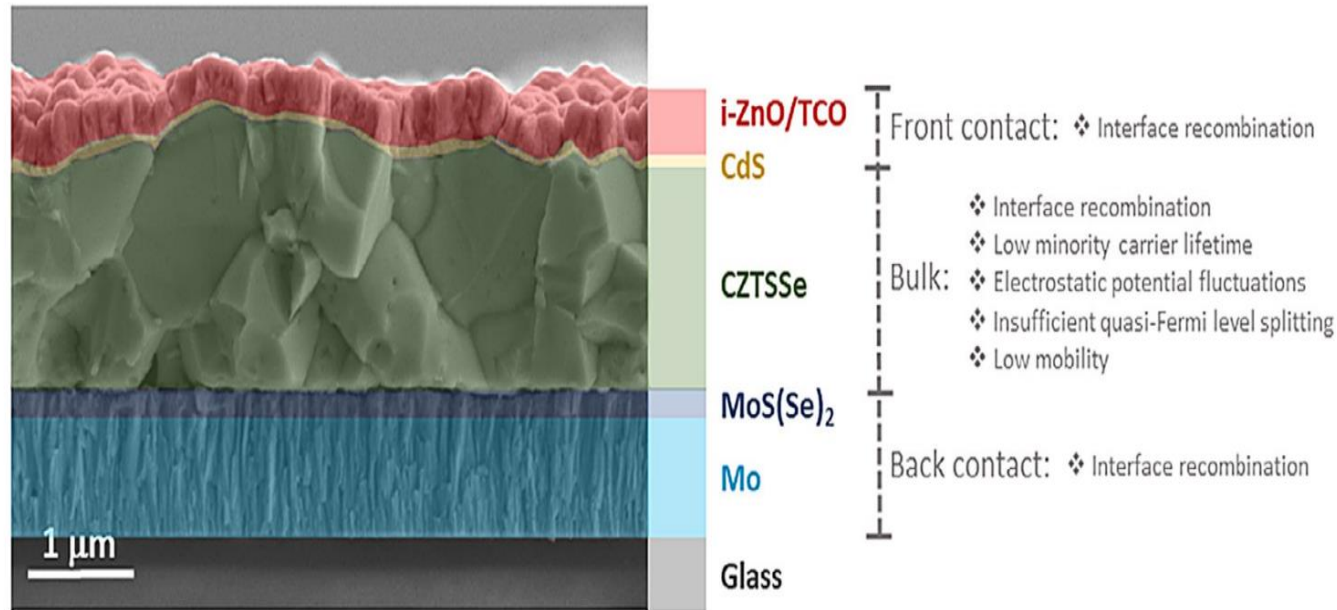 i-ZnO/TCO
CdS
CZTSSe
MoS(Se)₂
Mo
Glass
1 μm
Front contact: ❖ Interface recombination
Bulk:
❖ Interface recombination
❖ Low minority carrier lifetime
❖ Electrostatic potential fluctuations
❖ Insufficient quasi-Fermi level splitting
❖ Low mobility
Back contact: ❖ Interface recombination